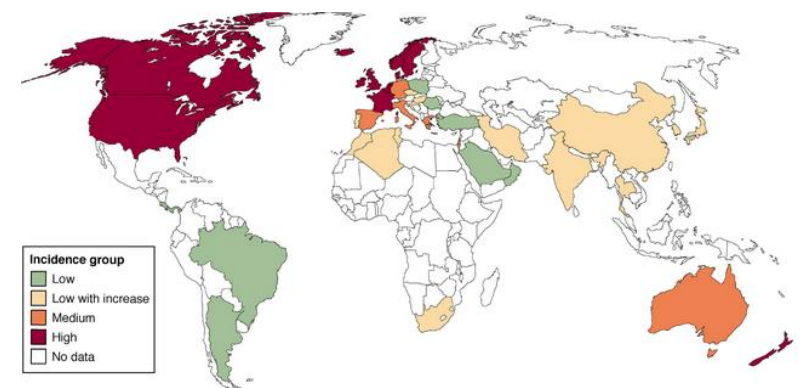 Incidence group
Low
Low with increase
Medium
High
No data